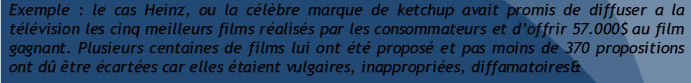 Exemple : le cas Heinz, ou la célèbre marque de ketchup avait promis de diffuser a la
télévision les cinq meilleurs films réalisés par les consommateurs et d'offrir 57.000$ au film
gagnant. Plusieurs centaines de films lui ont été proposé et pas moins de 370 propositions
ont dû être écartées car elles étaient vulgaires, inappropriées, diffamatoires&